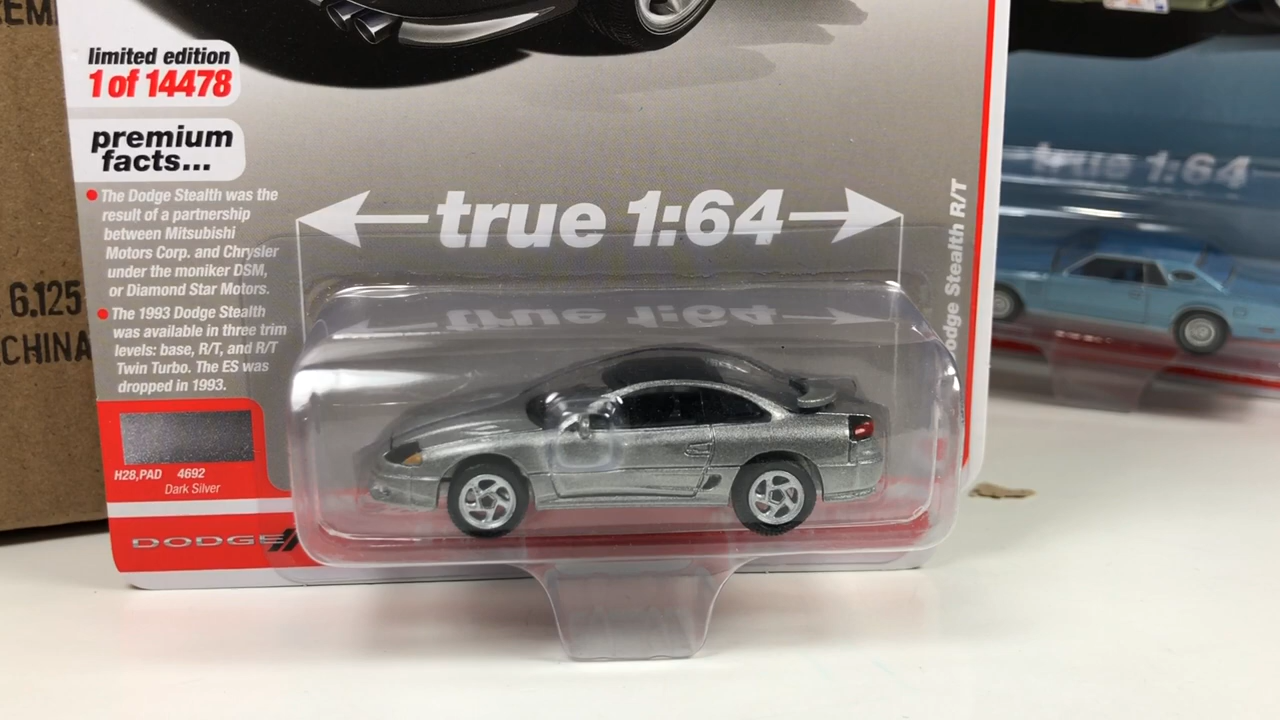 limited edition
1 of 14478
premium
facts...
The Dodge Stealth was the
result of a partnership
between Mitsubishi
Motors Corp. and Chrysler
under the moniker DSM,
or Diamond Star Motors.
The 1993 Dodge Stealth
was available in three trim
levels: base, R/T, and R/T
Twin Turbo. The ES was
dropped in 1993.
H28,PAD 4692
Dark Silver
DODGE
true 1:64
Stealth R/T
true 1:64
6.125
CHINA